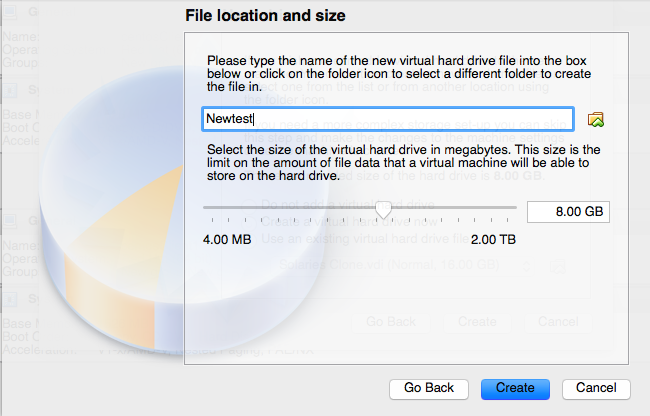 File location and size
Please type the name of the new virtual hard drive file into the box
below or click on the folder icon to select a different folder to create
the file in.
Newtest
Select the size of the virtual hard drive in megabytes. This size is the
limit on the amount of file data that a virtual machine will be able to
store on the hard drive.
8.00 GB
4.00 MB
2.00 TB
Go Back
Create
Cancel
Go Back
Create
Cancel